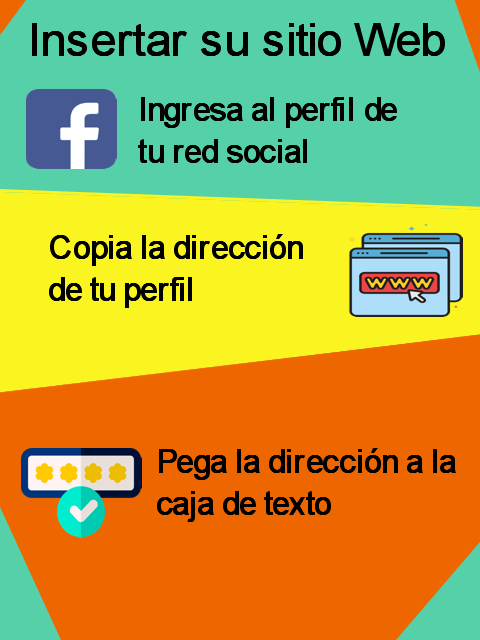 Insertar su sitio Web
f
Ingresa al perfil de
tu red social
Copia la dirección
de tu perfil
WWW
Pega la dirección a la
caja de texto